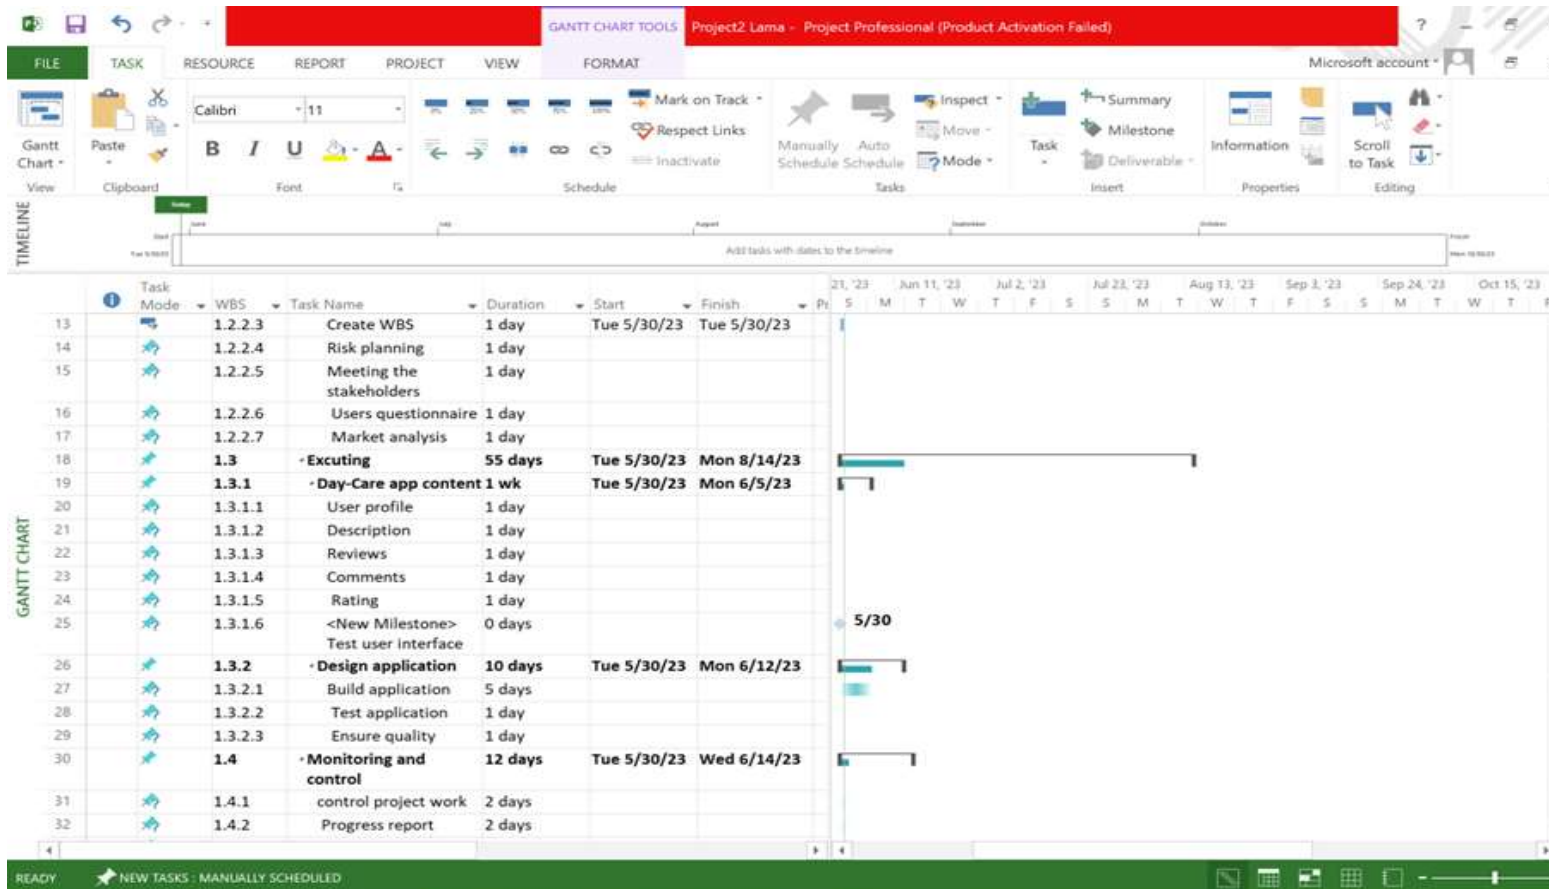 GANTT CHART TOOLS Project2 Lama - Project Professional (Product Activation Failed) ?
FILE TASK RESOURCE REPORT PROJECT VIEW FORMAT Microsoft account
Calibri 11
Mark on Track
Respect Links
Inactivate
Inspect
Move
Mode
Summary
Milestone
Deliverable
Gantt Chart
Paste
B I U A
Manually Schedule
Auto Schedule
Task
Information
Scroll to Task
View Clipboard Font Schedule Tasks Insert Properties Editing
TIMELINE
Today
June July August September October
Start
Tue 5/30/23
Add tasks with dates to the timeline
Finish
GANTT CHART
Task Mode WBS Task Name Duration Start Finish
21, '23 Jun 11, '23 Jul 2, '23 Jul 23, '23 Aug 13, '23 Sep 3, '23 Sep 24, '23 Oct 15, '23
S M T W T F S S M T W T F S S M T W T F
13 1.2.2.3 Create WBS 1 day Tue 5/30/23 Tue 5/30/23
14 1.2.2.4 Risk planning 1 day
15 1.2.2.5 Meeting the 1 day
stakeholders
16 1.2.2.6 Users questionnaire 1 day
17 1.2.2.7 Market analysis 1 day
18 1.3 Excuting 55 days Tue 5/30/23 Mon 8/14/23
19 1.3.1 Day-Care app content 1 wk Tue 5/30/23 Mon 6/5/23
20 1.3.1.1 User profile 1 day
21 1.3.1.2 Description 1 day
22 1.3.1.3 Reviews 1 day
23 1.3.1.4 Comments 1 day
24 1.3.1.5 Rating 1 day
25 1.3.1.6 <New Milestone> 0 days 5/30
Test user interface
26 1.3.2 Design application 10 days Tue 5/30/23 Mon 6/12/23
27 1.3.2.1 Build application 5 days
28 1.3.2.2 Test application 1 day
29 1.3.2.3 Ensure quality 1 day
30 1.4 Monitoring and 12 days Tue 5/30/23 Wed 6/14/23
control
31 1.4.1 control project work 2 days
32 1.4.2 Progress report 2 days
READY NEW TASKS : MANUALLY SCHEDULED